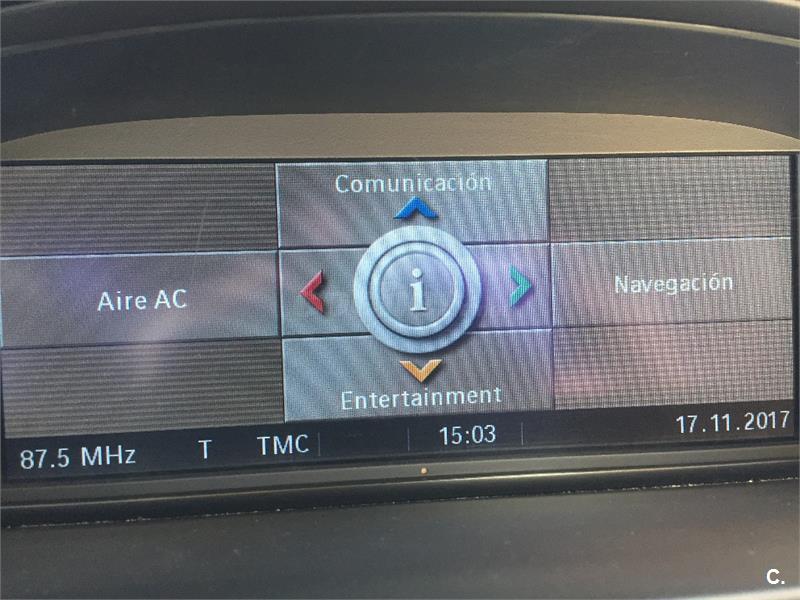 Comunicación
Aire AC
i
Navegación
Entertainment
87.5 MHz T TMC 15:03 17.11.2017
C.